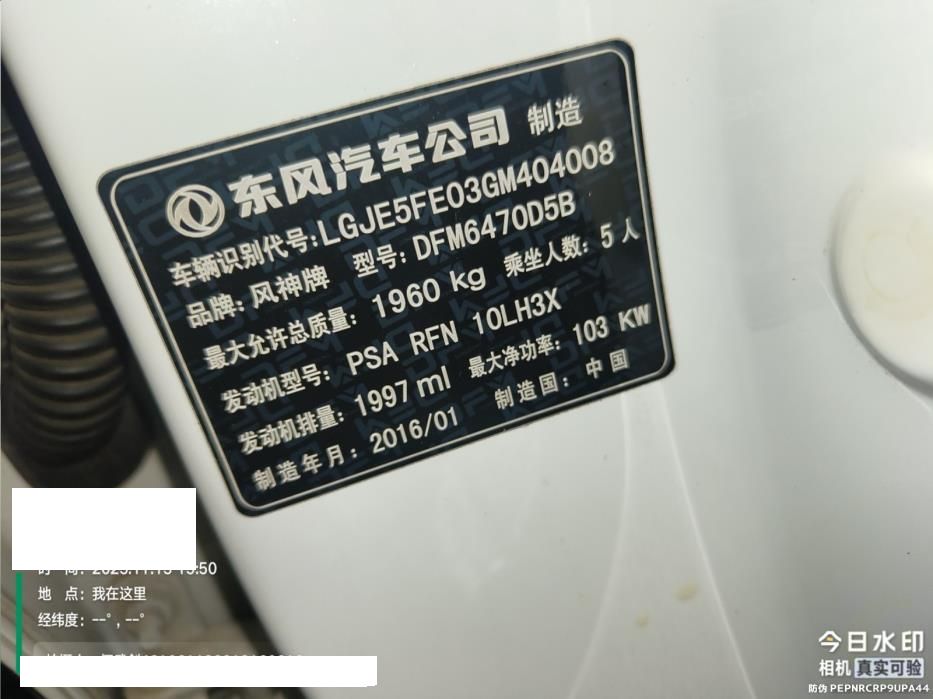 东风汽车公司 制造
车辆识别代号:LGJE5FE03GM404008
品牌:风神牌 型号:DFM6470D5B
最大允许总质量:1960 kg 乘坐人数:5 人
发动机型号:PSA RFN 10LH3X
发动机排量:1997 ml 最大净功率:103 KW
制造年月:2016/01 制造国:中国
地 点:我在这里
经纬度:--°,--°
今日水印
相机 真实可验
防伪 PEPNRCRP9UPA44